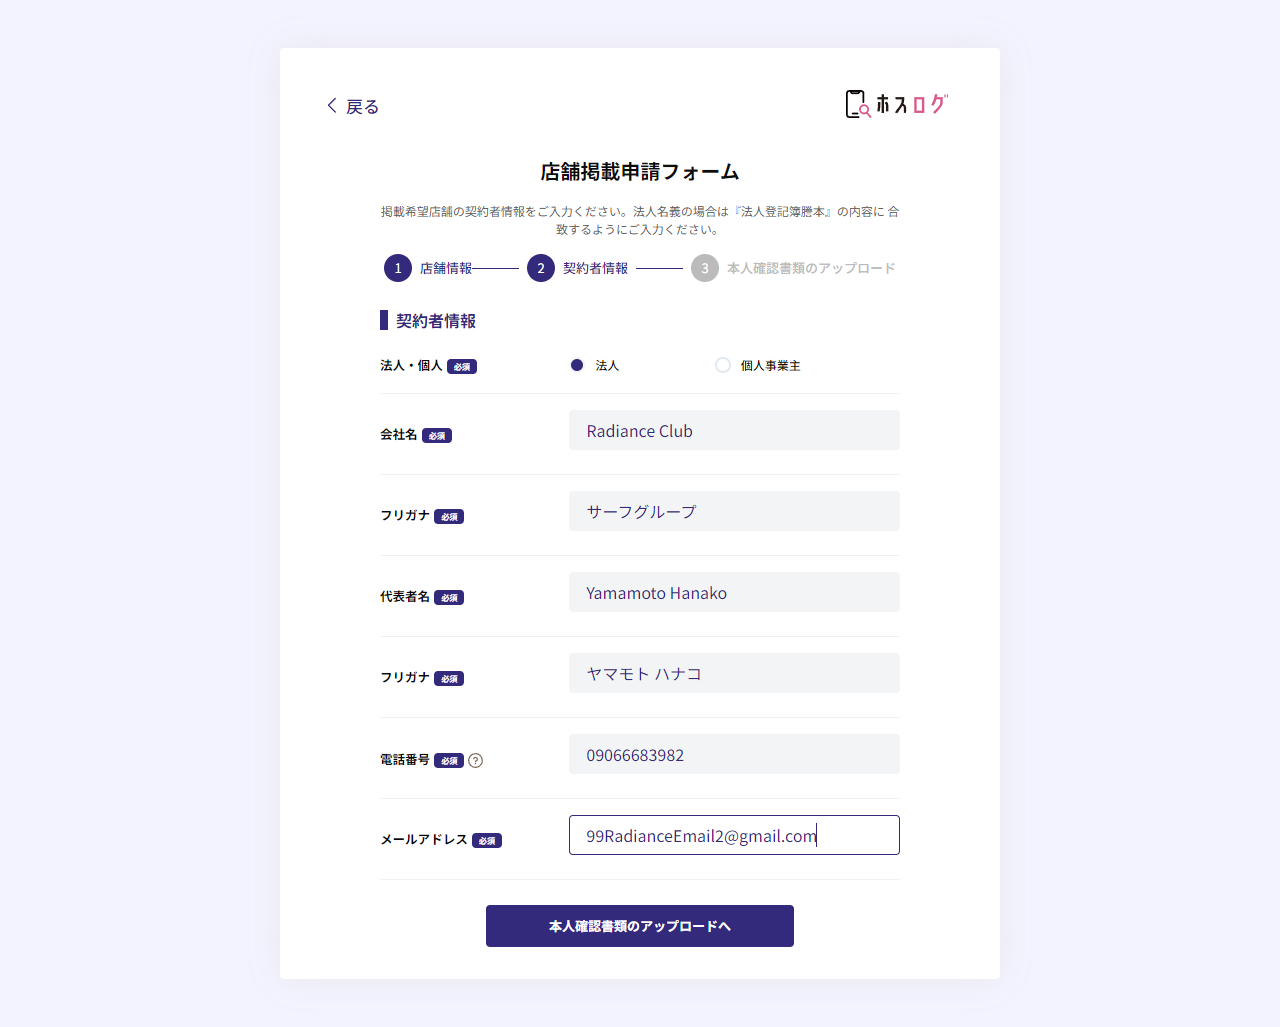 戻る
ホスログ
店舗掲載申請フォーム
掲載希望店舗の契約者情報をご入力ください。法人名義の場合は『法人登記簿謄本』の内容に 合
致するようにご入力ください。
1 店舗情報 2 契約者情報 3 本人確認書類のアップロード
契約者情報
法人・個人 必須 法人 個人事業主
会社名 必須 Radiance Club
フリガナ 必須 サーフグループ
代表者名 必須 Yamamoto Hanako
フリガナ 必須 ヤマモト ハナコ
電話番号 必須 ? 09066683982
メールアドレス 必須 99RadianceEmail2@gmail.com
本人確認書類のアップロードへ